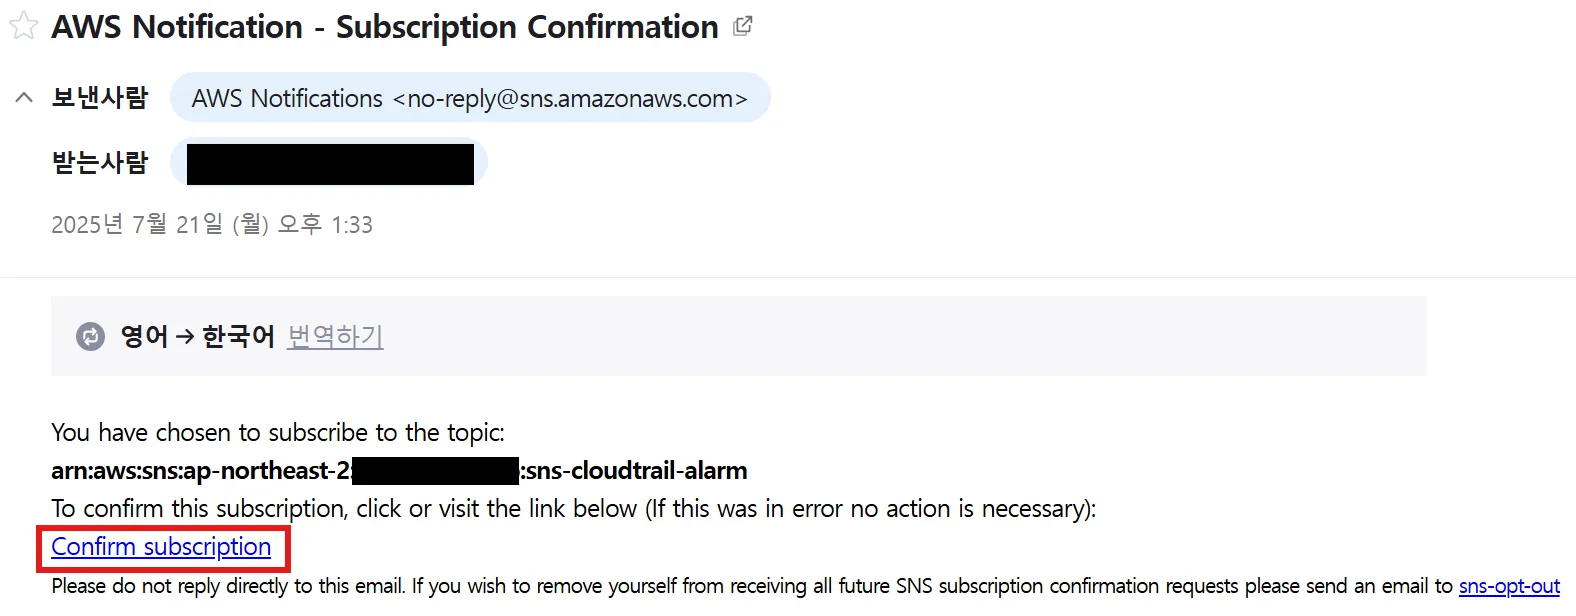 AWS Notification - Subscription Confirmation
보낸사람 AWS Notifications <no-reply@sns.amazonaws.com>
받는사람
2025년 7월 21일 (월) 오후 1:33
영어 → 한국어 번역하기
You have chosen to subscribe to the topic:
arn:aws:sns:ap-northeast-2: :sns-cloudtrail-alarm
To confirm this subscription, click or visit the link below (If this was in error no action is necessary):
Confirm subscription
Please do not reply directly to this email. If you wish to remove yourself from receiving all future SNS subscription confirmation requests please send an email to sns-opt-out